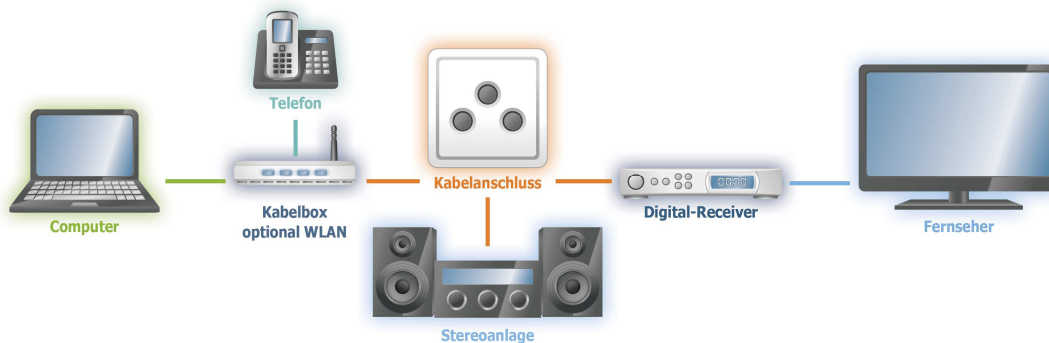 Telefon
Kabelanschluss
Computer
Kabelbox
optional WLAN
Digital-Receiver
Fernseher
Stereoanlage